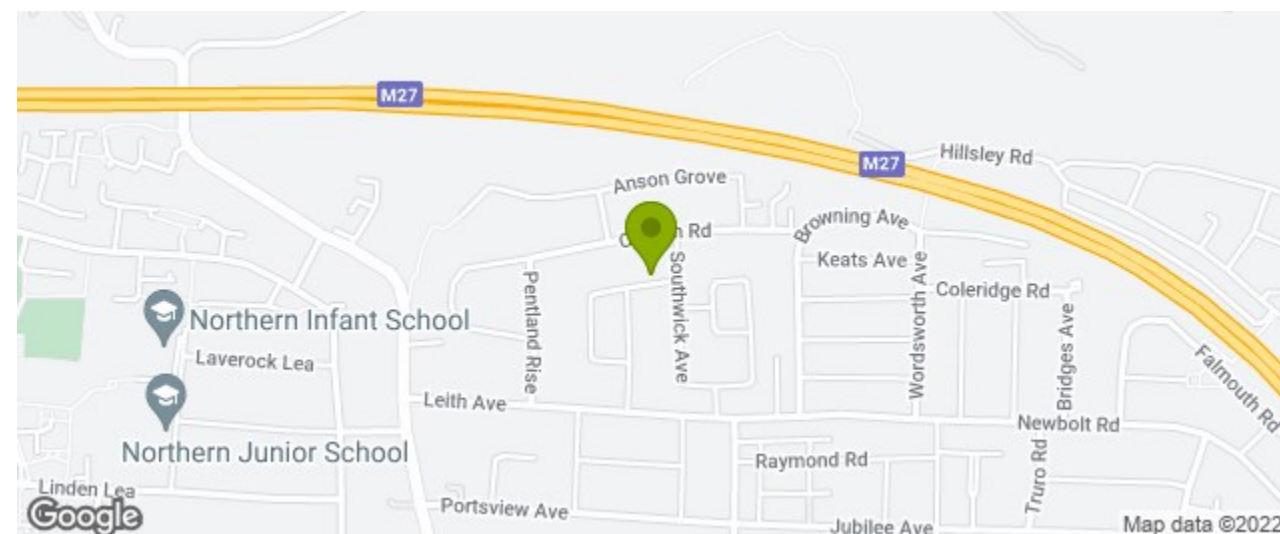 M27
M27
Hillsley Rd
Anson Grove
Rd
Browning Ave
Keats Ave
Southwick Ave
Wordsworth Ave
Coleridge Rd
Pentland Rise
Northern Infant School
Laverock Lea
Bridges Ave
Falmouth Rd
Leith Ave
Newbolt Rd
Northern Junior School
Raymond Rd
Truro Rd
Linden Lea
Portsview Ave
Jubilee Ave
Google
Map data ©2022